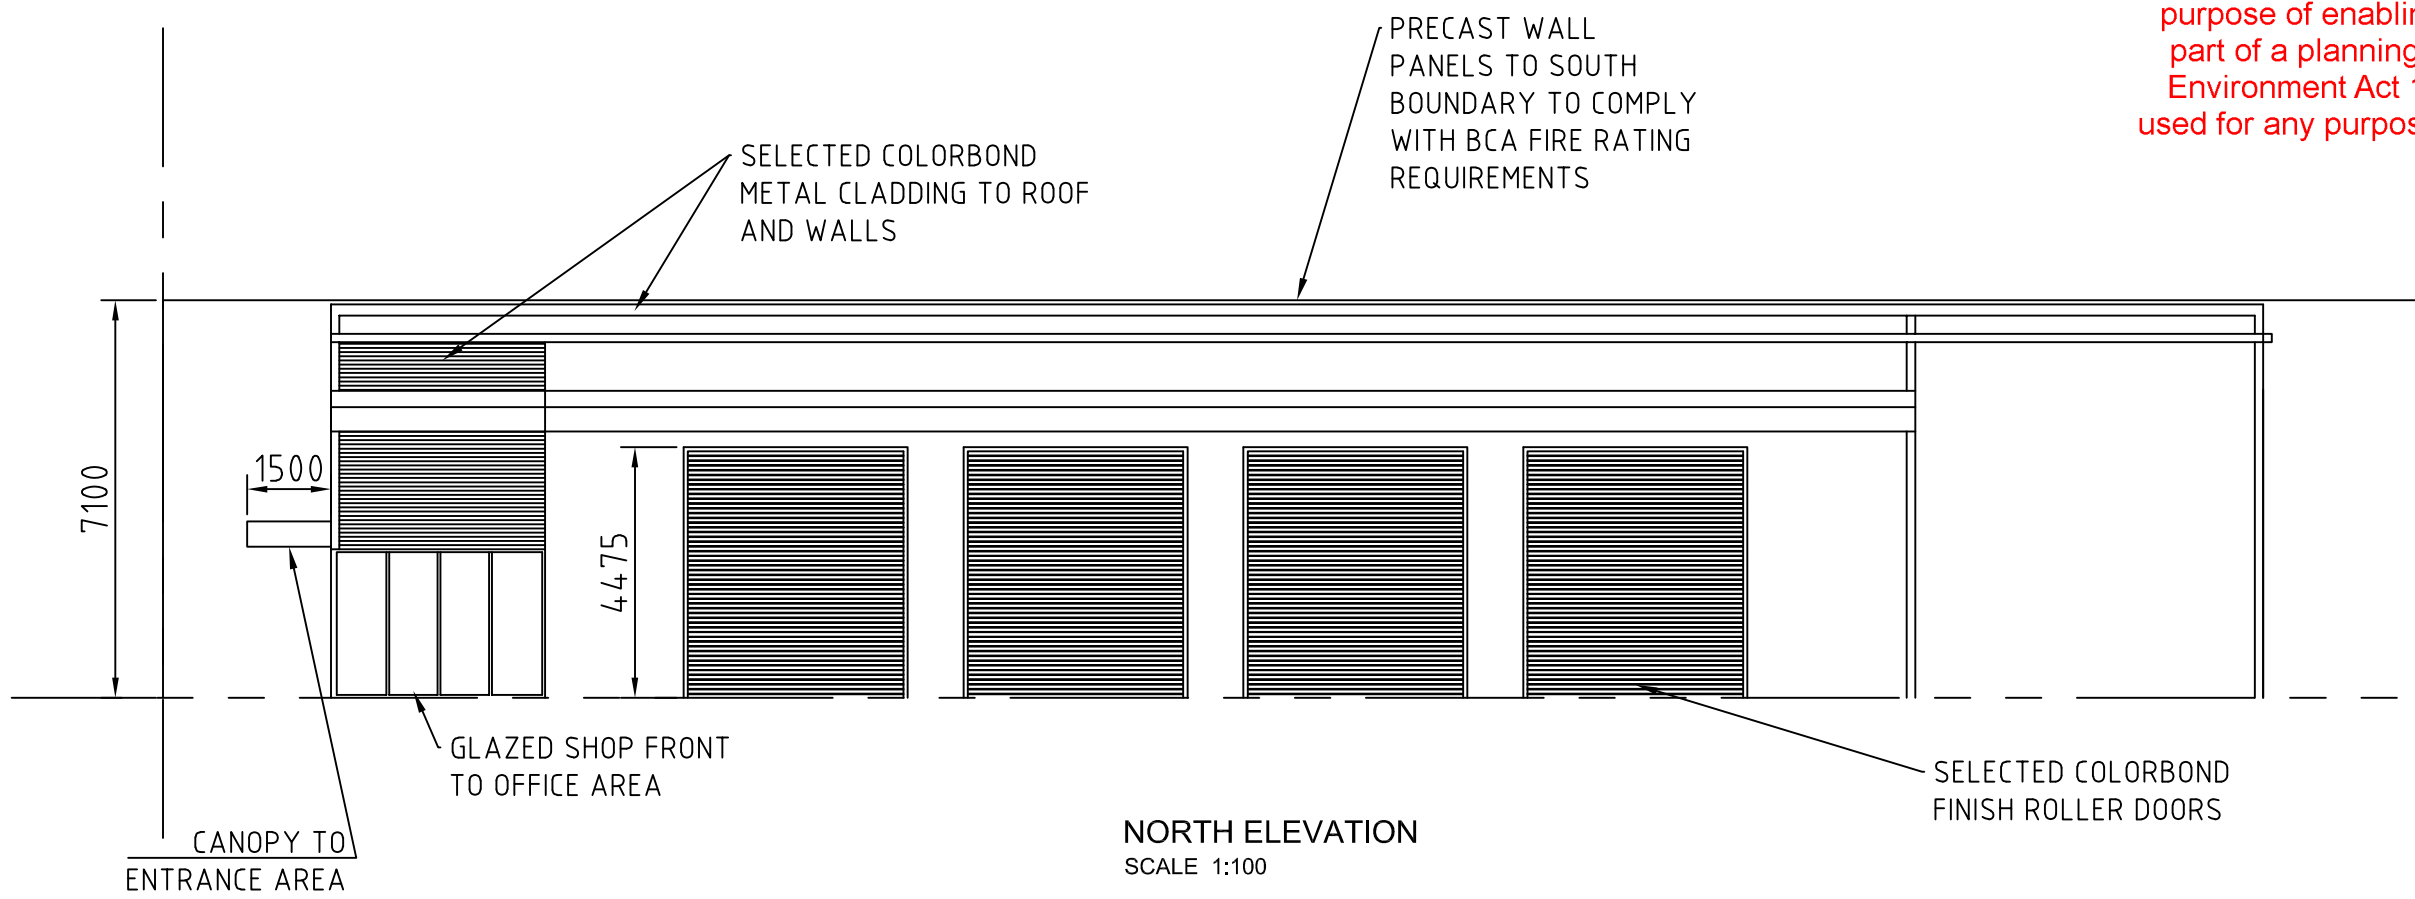 purpose of
part of a planning
Environment Act
used for any
PRECAST WALL
PANELS TO SOUTH
BOUNDARY TO COMPLY
WITH BCA FIRE RATING
REQUIREMENTS
SELECTED COLORBOND
METAL CLADDING TO ROOF
AND WALLS
7100
1500
4475
GLAZED SHOP FRONT
TO OFFICE AREA
CANOPY TO
ENTRANCE AREA
SELECTED COLORBOND
FINISH ROLLER DOORS
NORTH ELEVATION
SCALE 1:100